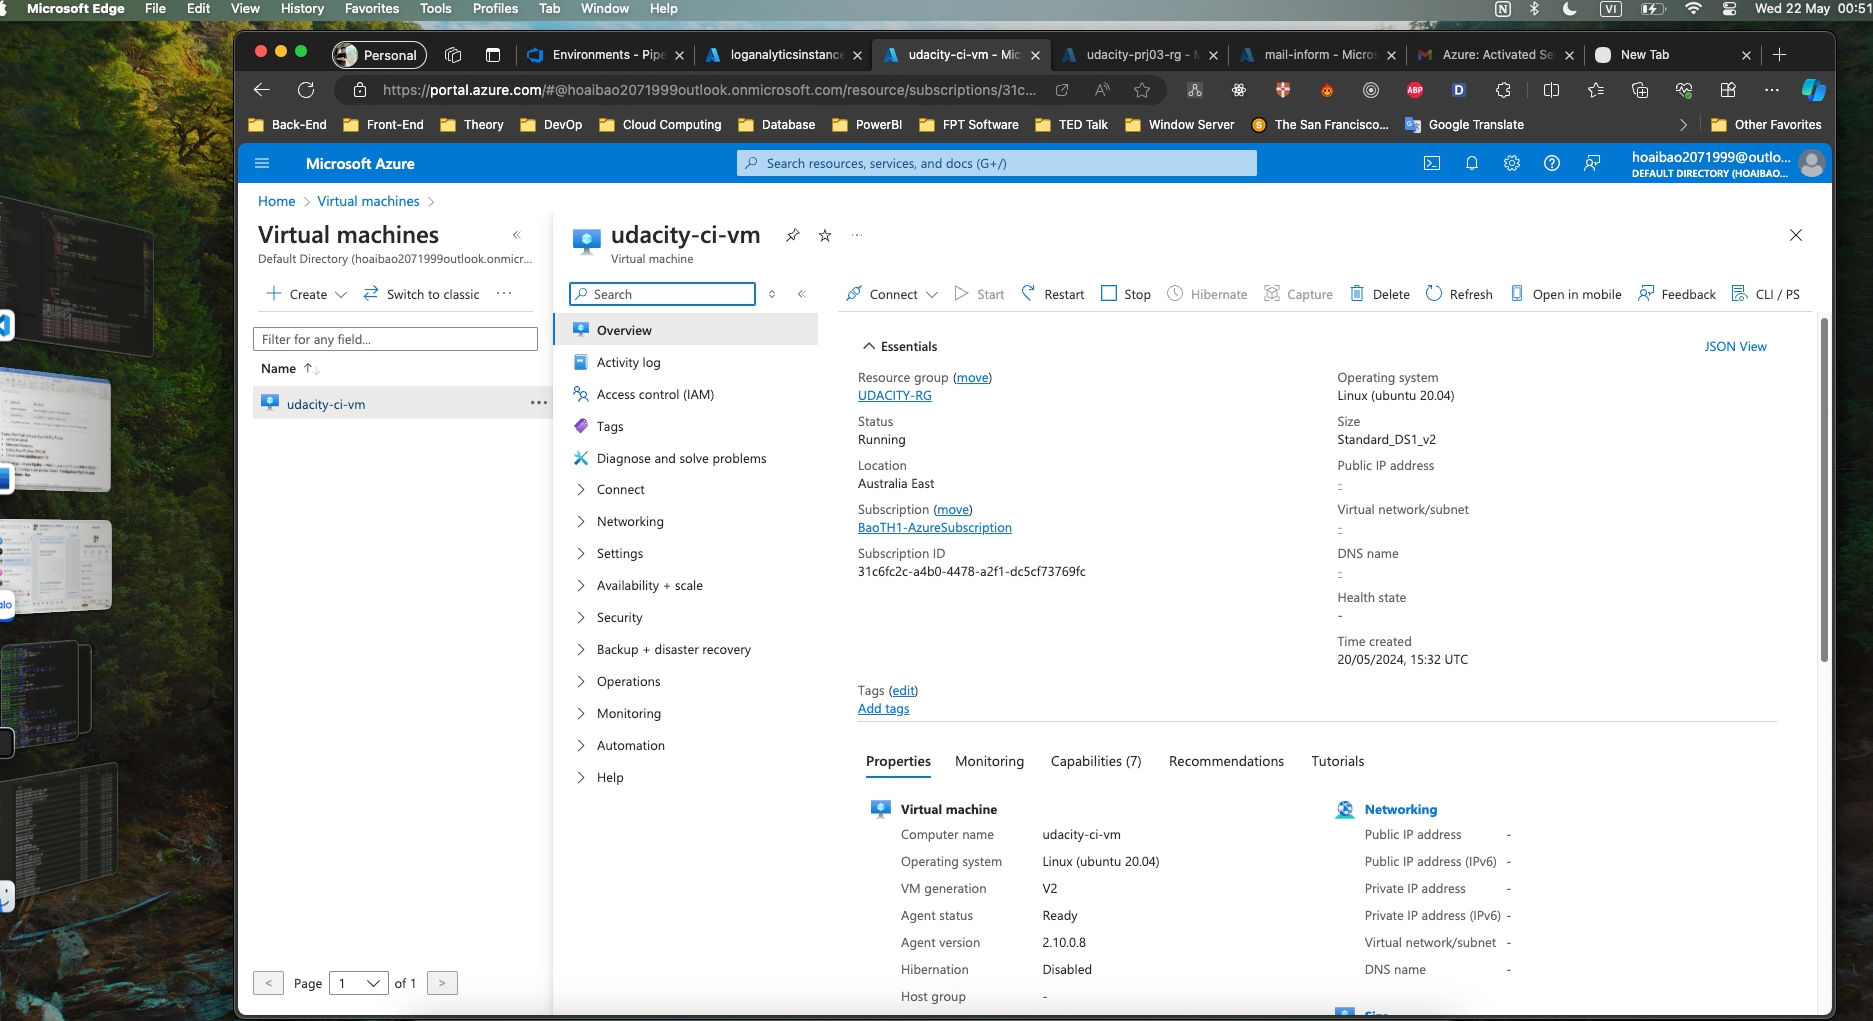 Microsoft Edge File Edit View History Favorites Tools Profiles Tab Window Help VI Wed 22 May 00:51
Personal Environments - Pipe loganalyticsinstance udacity-ci-vm - Mic udacity-prj03-rg - M mail-inform - Micros Azure: Activated Se New Tab
https://portal.azure.com/#@hoaibao2071999outlook.onmicrosoft.com/resource/subscriptions/31c... ABP D
Back-End Front-End Theory DevOp Cloud Computing Database PowerBI FPT Software TED Talk Window Server The San Francisco... Google Translate Other Favorites
Microsoft Azure Search resources, services, and docs (G+/) hoaibao2071999@outlo...
DEFAULT DIRECTORY (HOAIBAO...
Home > Virtual machines >
Virtual machines
Default Directory (hoaibao2071999outlook.onmicr...
Create Switch to classic ...
Filter for any field...
Name
udacity-ci-vm ...
< Page 1 of 1 >
udacity-ci-vm
Virtual machine
Search
Overview
Activity log
Access control (IAM)
Tags
Diagnose and solve problems
Connect
Networking
Settings
Availability + scale
Security
Backup + disaster recovery
Operations
Monitoring
Automation
Help
Connect Start Restart Stop Hibernate Capture Delete Refresh Open in mobile Feedback CLI / PS
Essentials JSON View
Resource group (move)
UDACITY-RG
Status
Running
Location
Australia East
Subscription (move)
BaoTH1-AzureSubscription
Subscription ID
31c6fc2c-a4b0-4478-a2f1-dc5cf73769fc
Operating system
Linux (ubuntu 20.04)
Size
Standard_DS1_v2
Public IP address
-
Virtual network/subnet
-
DNS name
-
Health state
-
Time created
20/05/2024, 15:32 UTC
Tags (edit)
Add tags
Properties Monitoring Capabilities (7) Recommendations Tutorials
Virtual machine
Computer name udacity-ci-vm
Operating system Linux (ubuntu 20.04)
VM generation V2
Agent status Ready
Agent version 2.10.0.8
Hibernation Disabled
Host group -
Networking
Public IP address -
Public IP address (IPv6) -
Private IP address -
Private IP address (IPv6) -
Virtual network/subnet -
DNS name -